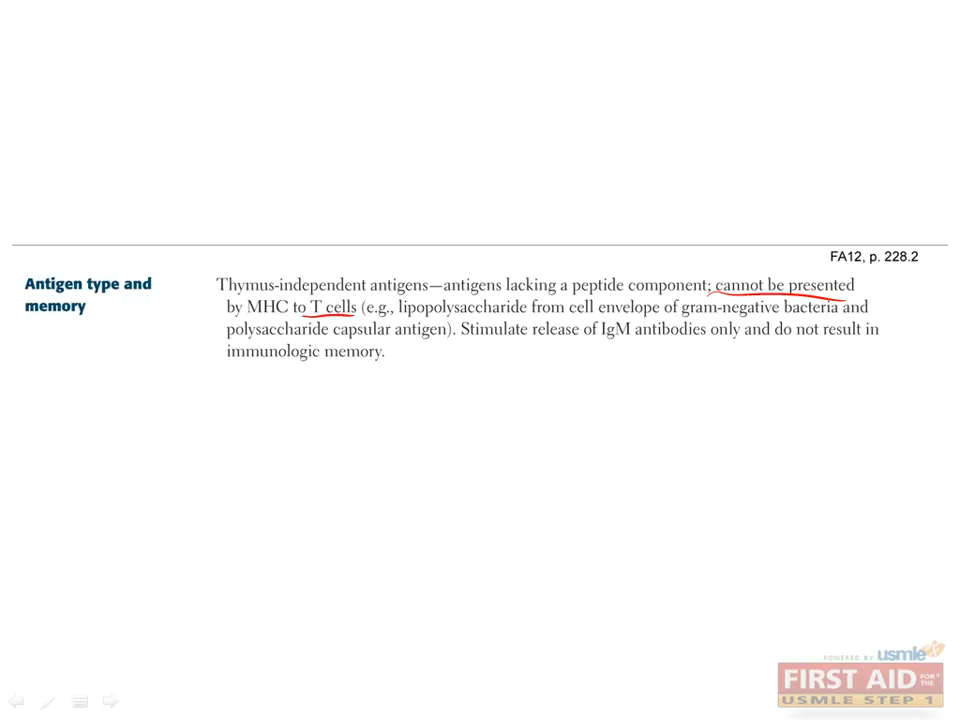 FA12, p. 228.2
Antigen type and
memory
Thymus-independent antigens—antigens lacking a peptide component; cannot be presented
by MHC to T cells (e.g., lipopolysaccharide from cell envelope of gram-negative bacteria and
polysaccharide capsular antigen). Stimulate release of IgM antibodies only and do not result in
immunologic memory.
POWERED BY usmle
FIRST AID FOR THE®
USMLE STEP 1